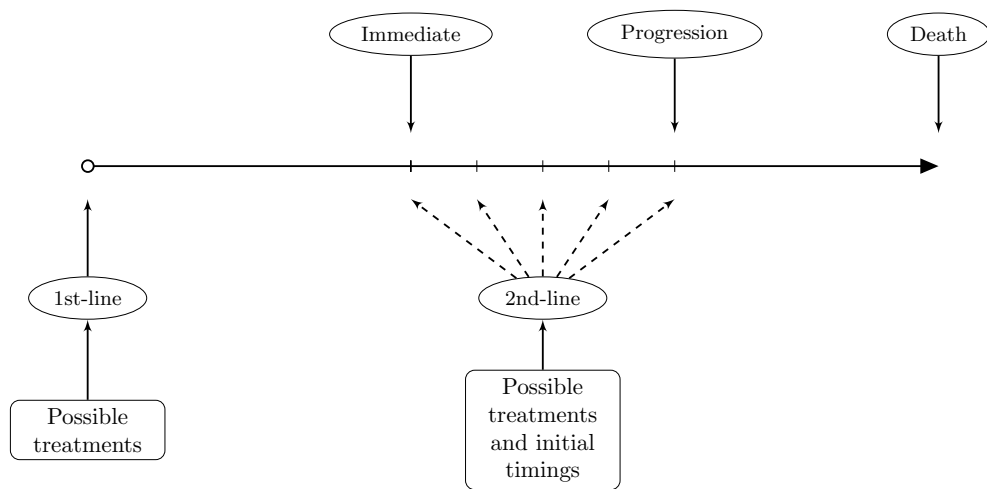 Immediate
Progression
Death
1st-line
2nd-line
Possible
treatments
Possible
treatments
and initial
timings